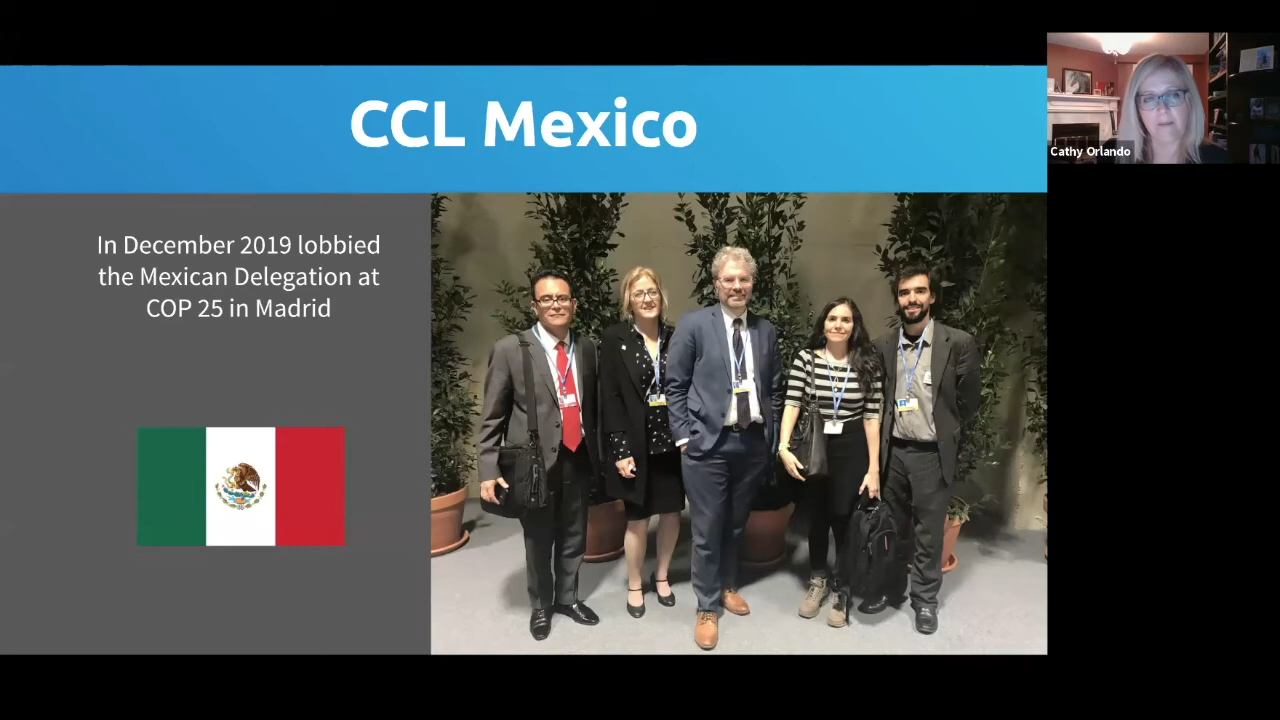 CCL Mexico
Cathy Orlando
In December 2019 lobbied
the Mexican Delegation at
COP 25 in Madrid